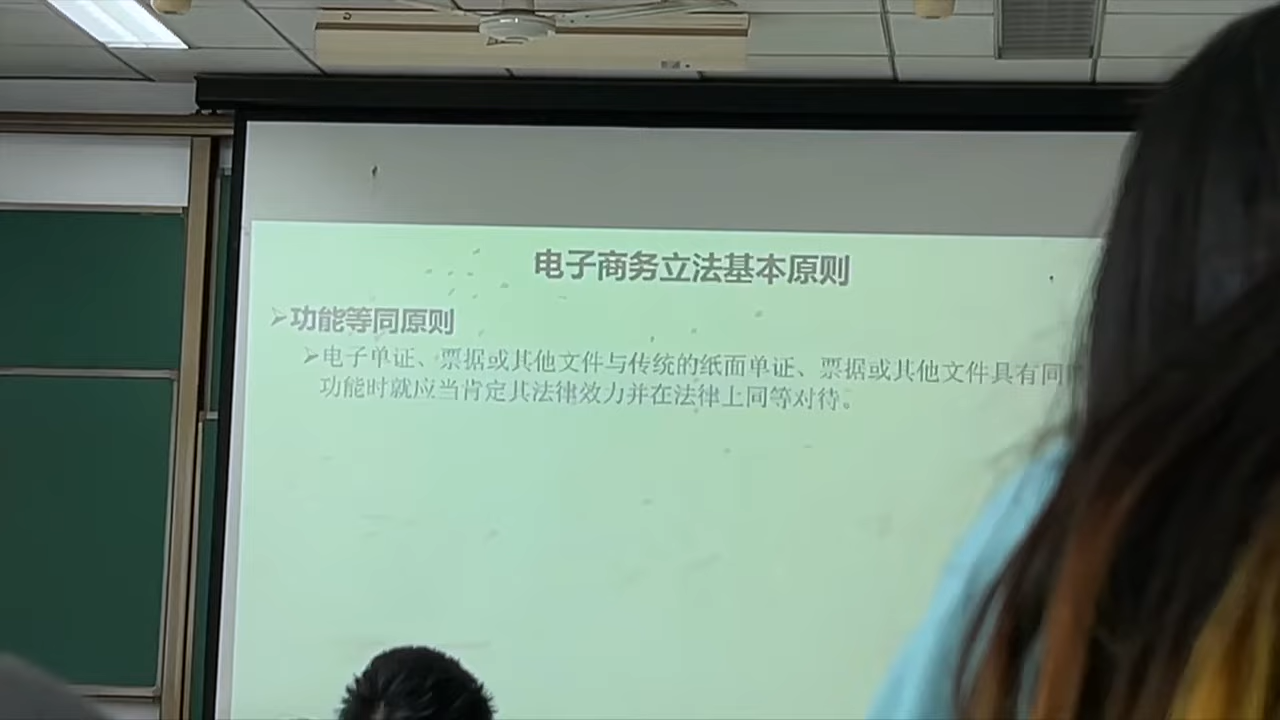 电子商务立法基本原则
➢功能等同原则
➢电子单证、票据或其他文件与传统的纸面单证、票据或其他文件具有同
功能时就应当肯定其法律效力并在法律上同等对待。